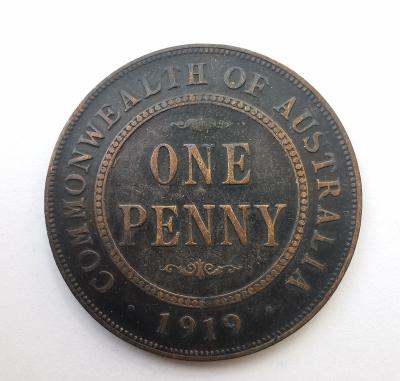 COMMONWEALTH OF AUSTRALIA
ONE
PENNY
1919